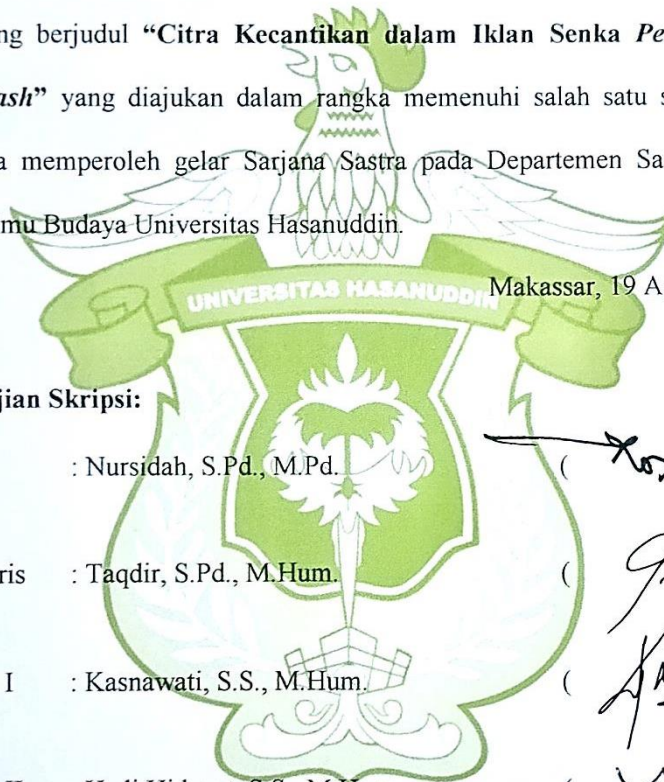 ng berjudul “Citra Kecantikan dalam Iklan Senka Pe
ash” yang diajukan dalam rangka memenuhi salah satu s
a memperoleh gelar Sarjana Sastra pada Departemen Sa
mu Budaya Universitas Hasanuddin.
UNIVERSITAS HASANUDDIN
Makassar, 19 A
jian Skripsi:
: Nursidah, S.Pd., M.Pd. (
ris : Taqdir, S.Pd., M.Hum. (
I : Kasnawati, S.S., M.Hum. (